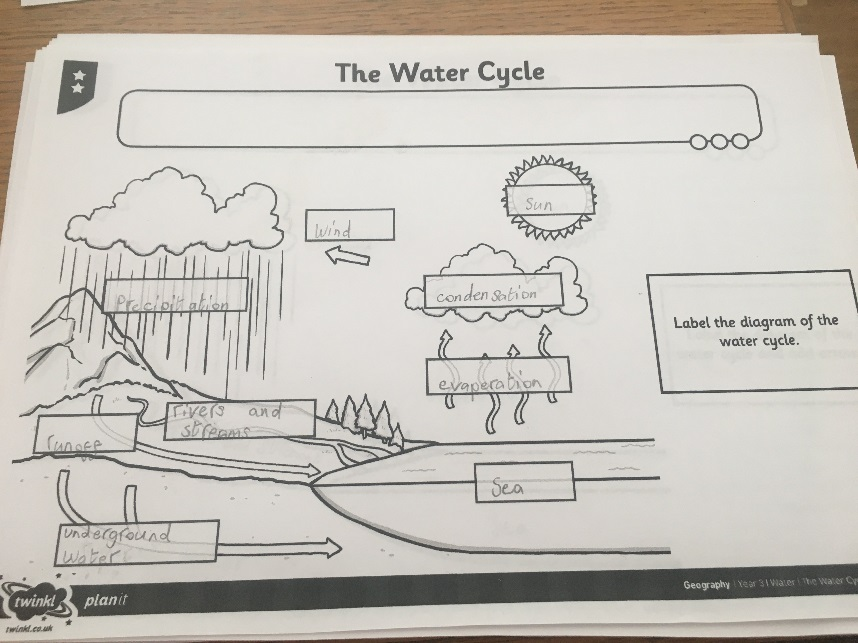 The Water Cycle
Sun
Wind
condensation
Precipitation
Label the diagram of the
water cycle.
evaperation
rivers and
streams
runoff
Sea
underground
water
Geography | Year 3 | Water | The Water Cy
twinkl
planit
twinkl.co.uk